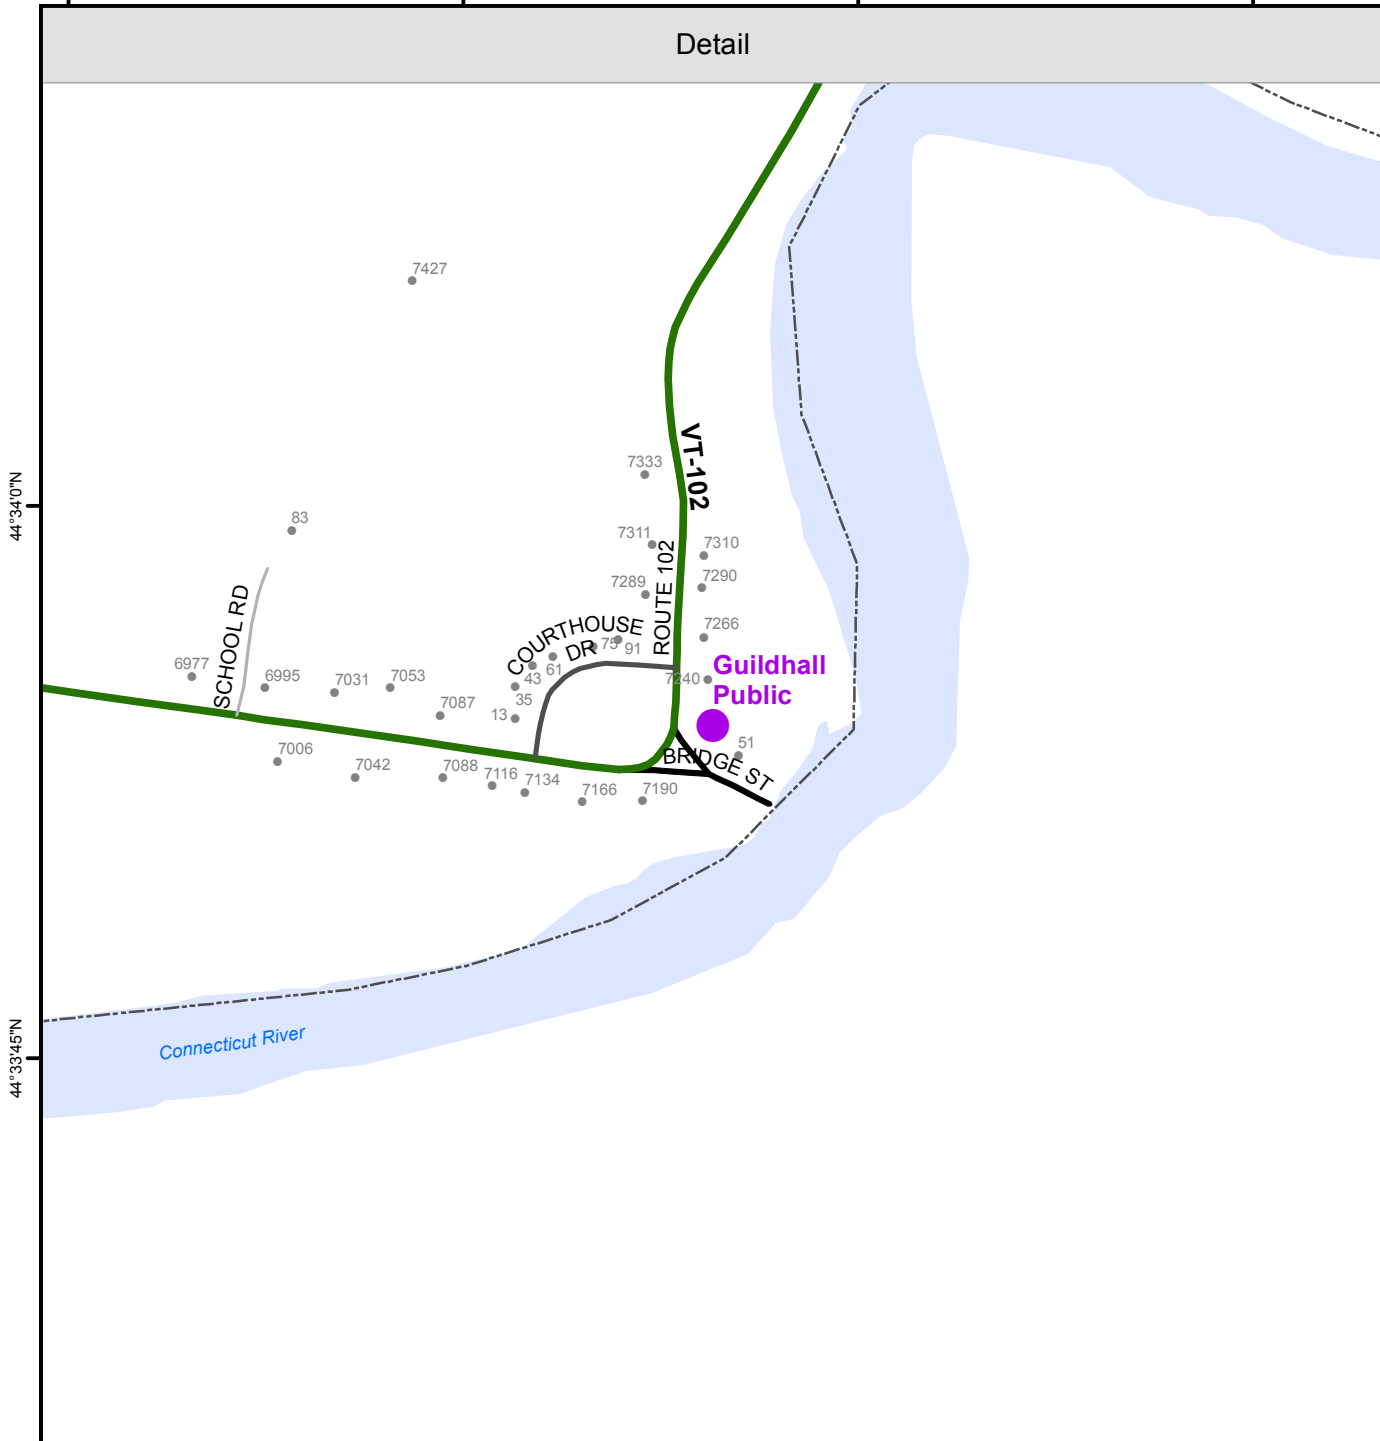 Detail
7427
VT-102
7333
44°34'0"N
83
7311
7310
ROUTE 102
7289
7290
SCHOOL RD
COURTHOUSE
DR
7266
75
91
Guildhall
Public
6977
6995
7031
7053
43
61
7240
7087
35
13
51
BRIDGE ST
7006
7042
7088
7116
7134
7166
7190
Connecticut River
44°33'45"N